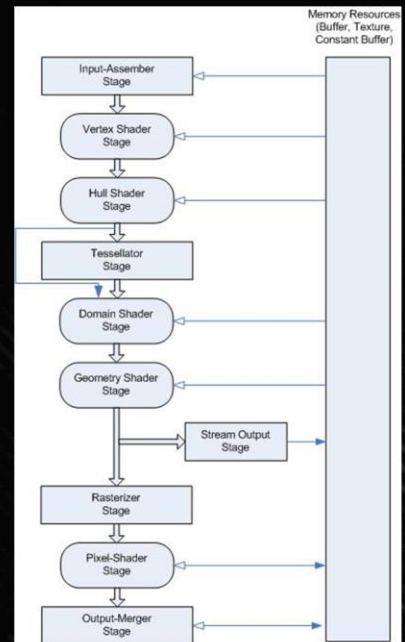 Memory Resources
(Buffer, Texture,
Constant Buffer)
Input-Assember
Stage
Vertex Shader
Stage
Hull Shader
Stage
Tessellator
Stage
Domain Shader
Stage
Geometry Shader
Stage
Stream Output
Stage
Rasterizer
Stage
Pixel-Shader
Stage
Output-Merger
Stage